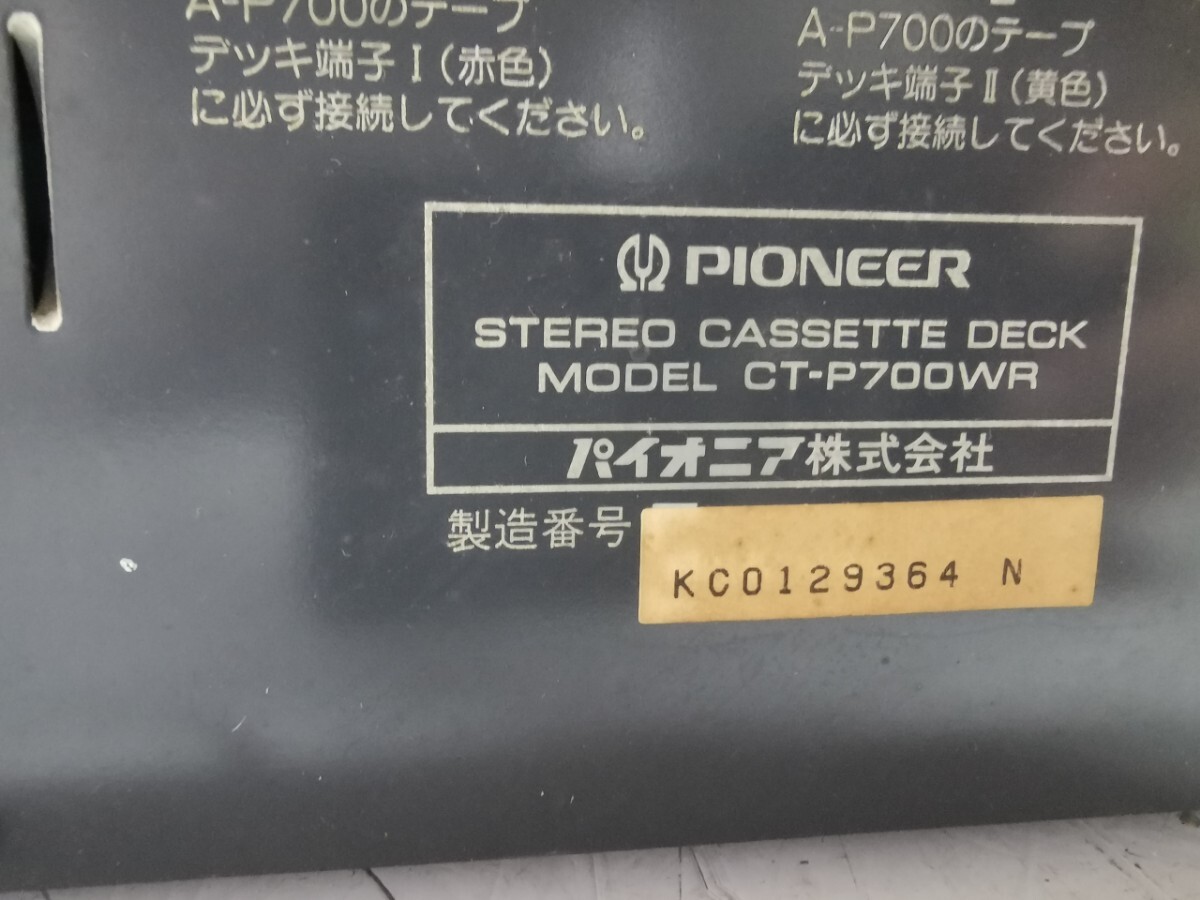 A-P700のテープ
デッキ端子Ⅰ(赤色)
に必ず接続してください。
A-P700のテープ
デッキ端子Ⅱ(黄色)
に必ず接続してください。
PIONEER
STEREO CASSETTE DECK
MODEL CT-P700WR
パイオニア株式会社
製造番号
KC0129364 N